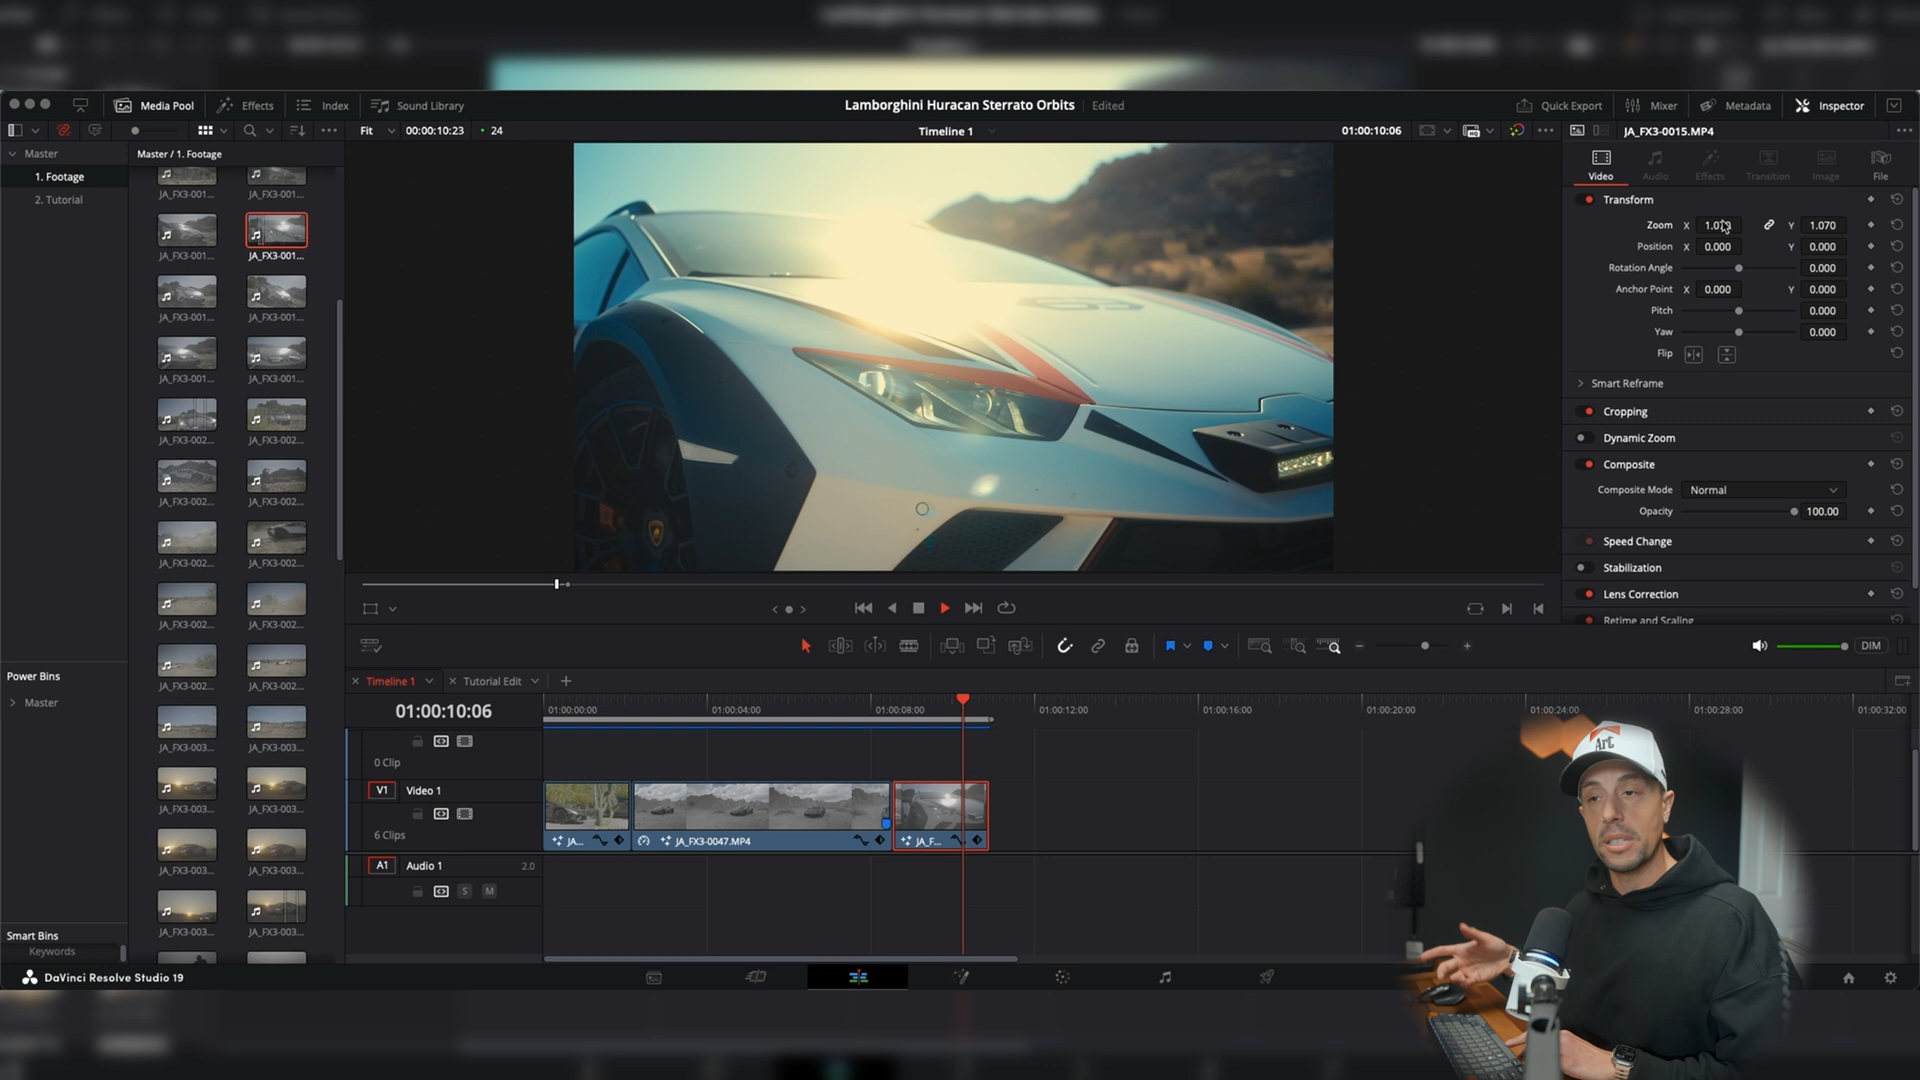 Media Pool
Effects
Index
Sound Library
Lamborghini Huracan Sterrato Orbits
Edited
Quick Export
Mixer
Metadata
Inspector
Fit
00:00:10:23
24
Timeline 1
01:00:10:06
JA_FX3-0015.MP4
Master
1. Footage
2. Tutorial
Master / 1. Footage
JA_FX3-001...
JA_FX3-001...
JA_FX3-001...
JA_FX3-001...
JA_FX3-001...
JA_FX3-001...
JA_FX3-001...
JA_FX3-001...
JA_FX3-002...
JA_FX3-002...
JA_FX3-002...
JA_FX3-002...
JA_FX3-002...
JA_FX3-002...
JA_FX3-002...
JA_FX3-002...
JA_FX3-002...
JA_FX3-002...
JA_FX3-003...
JA_FX3-003...
JA_FX3-003...
JA_FX3-003...
JA_FX3-003...
JA_FX3-003...
JA_FX3-003...
JA_FX3-003...
Video
Audio
Effects
Transition
Image
File
Transform
Zoom X Y 1.070
Position X 0.000 Y 0.000
Rotation Angle 0.000
Anchor Point X 0.000 Y 0.000
Pitch 0.000
Yaw 0.000
Flip
Smart Reframe
Cropping
Dynamic Zoom
Composite
Composite Mode Normal
Opacity 100.00
Speed Change
Stabilization
Lens Correction
Retime and Scaling
DIM
Power Bins
Master
Smart Bins
Keywords
Timeline 1
Tutorial Edit
01:00:10:06
01:00:00:00
01:00:04:00
01:00:08:00
01:00:12:00
01:00:16:00
01:00:20:00
01:00:24:00
01:00:28:00
01:00:32:00
0 Clip
V1 Video 1
6 Clips
JA...
JA_FX3-0047.MP4
JA_F...
A1 Audio 1 2.0
S M
Art
DaVinci Resolve Studio 19